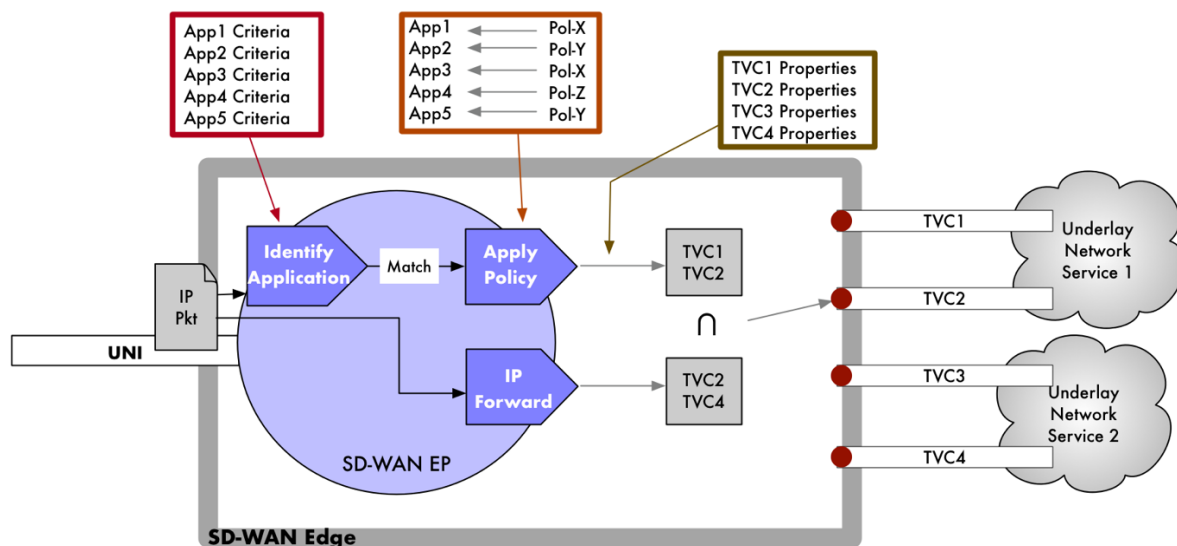 App1 Criteria
App2 Criteria
App3 Criteria
App4 Criteria
App5 Criteria
App1 Pol-X
App2 Pol-Y
App3 Pol-X
App4 Pol-Z
App5 Pol-Y
TVC1 Properties
TVC2 Properties
TVC3 Properties
TVC4 Properties
Identify
Application
Match
Apply
Policy
TVC1
TVC2
IP
Pkt
UNI
∩
IP
Forward
TVC2
TVC4
SD-WAN EP
SD-WAN Edge
TVC1
TVC2
TVC3
TVC4
Underlay
Network
Service 1
Underlay
Network
Service 2